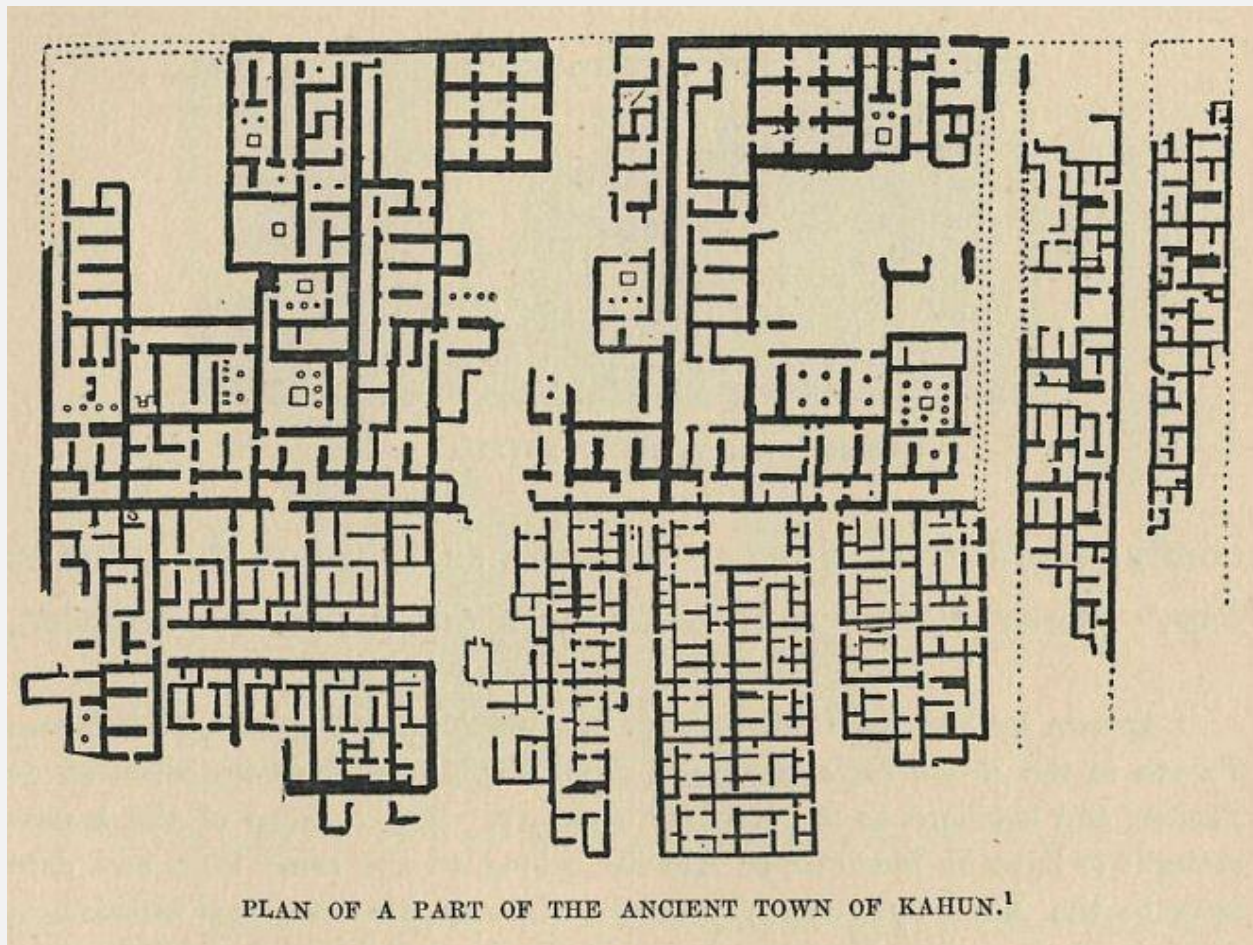 PLAN OF A PART OF THE ANCIENT TOWN OF KAHUN.¹